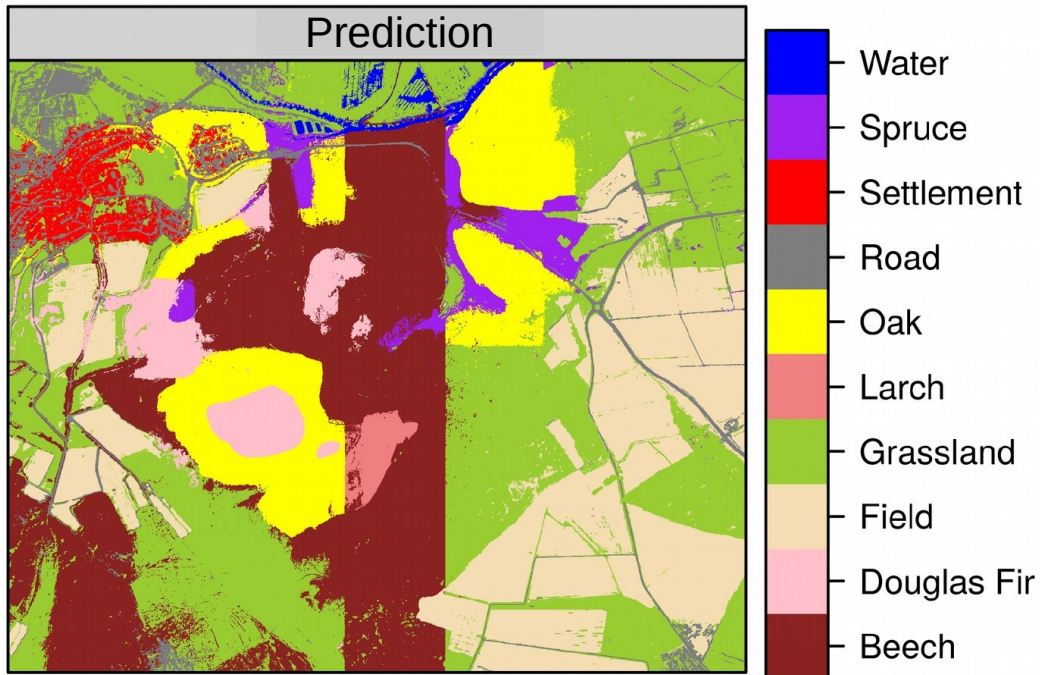 Prediction
Water
Spruce
Settlement
Road
Oak
Larch
Grassland
Field
Douglas Fir
Beech